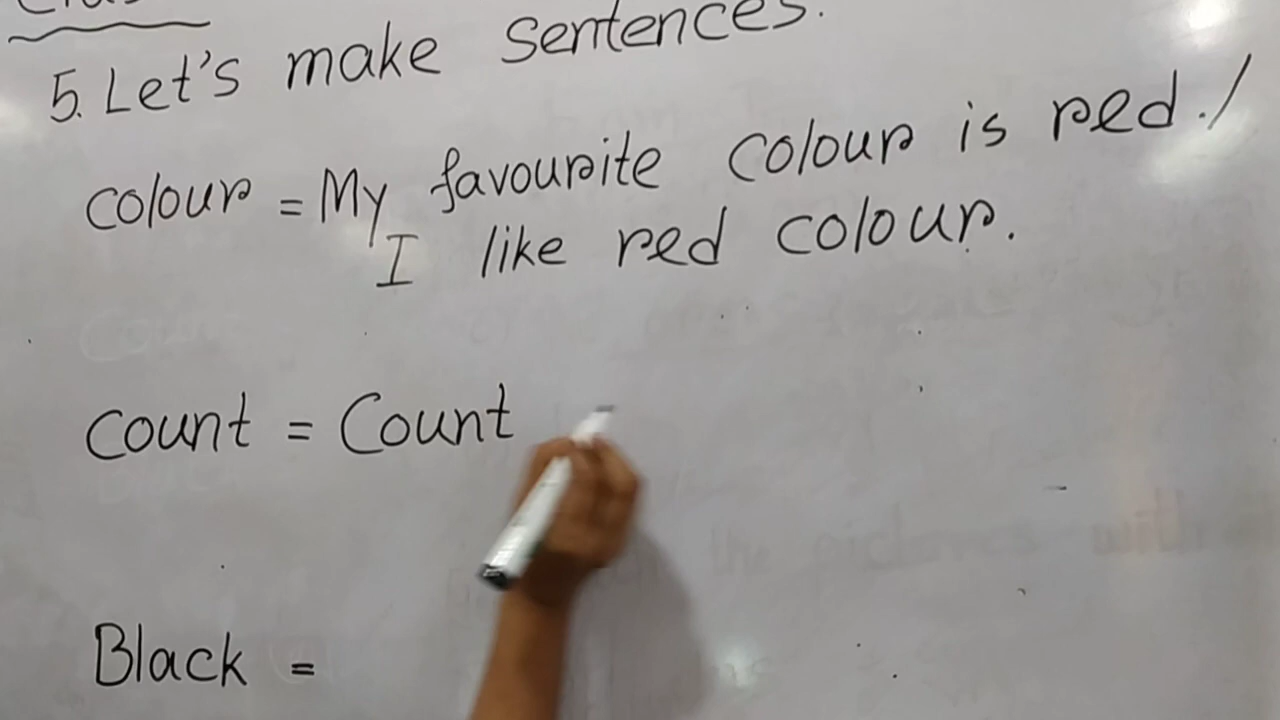 5. Let's make sentences.
colour = My favourite colour is red. /
I like red colour.
count = Count
Black =